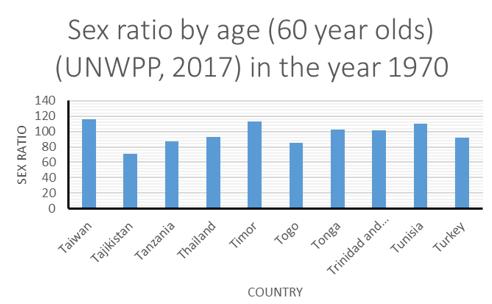 Sex ratio by age (60 year olds)
(UNWPP, 2017) in the year 1970
140
120
100
80
60
40
20
0
SEX RATIO
Taiwan
Tajikistan
Tanzania
Thailand
Timor
Togo
Tonga
Trinidad and...
Tunisia
Turkey
COUNTRY